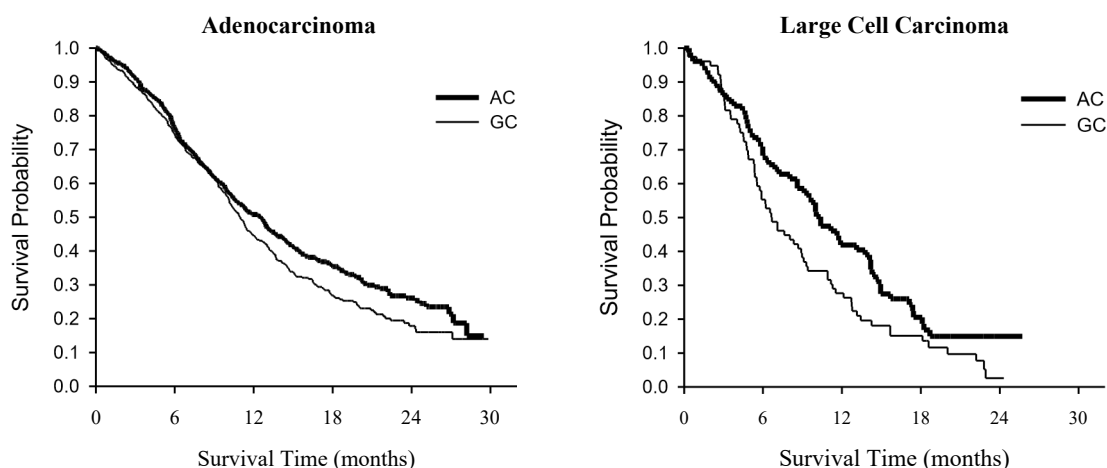 Adenocarcinoma
1.0
0.9
0.8
0.7
0.6
0.5
0.4
0.3
0.2
0.1
0.0
Survival Probability
AC
GC
0 6 12 18 24 30
Survival Time (months)
Large Cell Carcinoma
1.0
0.9
0.8
0.7
0.6
0.5
0.4
0.3
0.2
0.1
0.0
Survival Probability
AC
GC
0 6 12 18 24 30
Survival Time (months)